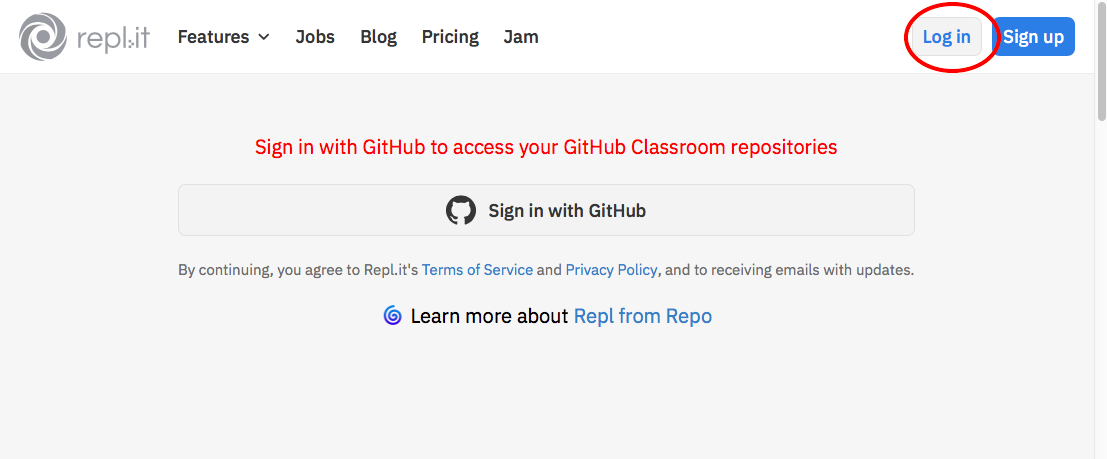 repl.it Features Jobs Blog Pricing Jam Log in Sign up
Sign in with GitHub to access your GitHub Classroom repositories
Sign in with GitHub
By continuing, you agree to Repl.it's Terms of Service and Privacy Policy, and to receiving emails with updates.
Learn more about Repl from Repo